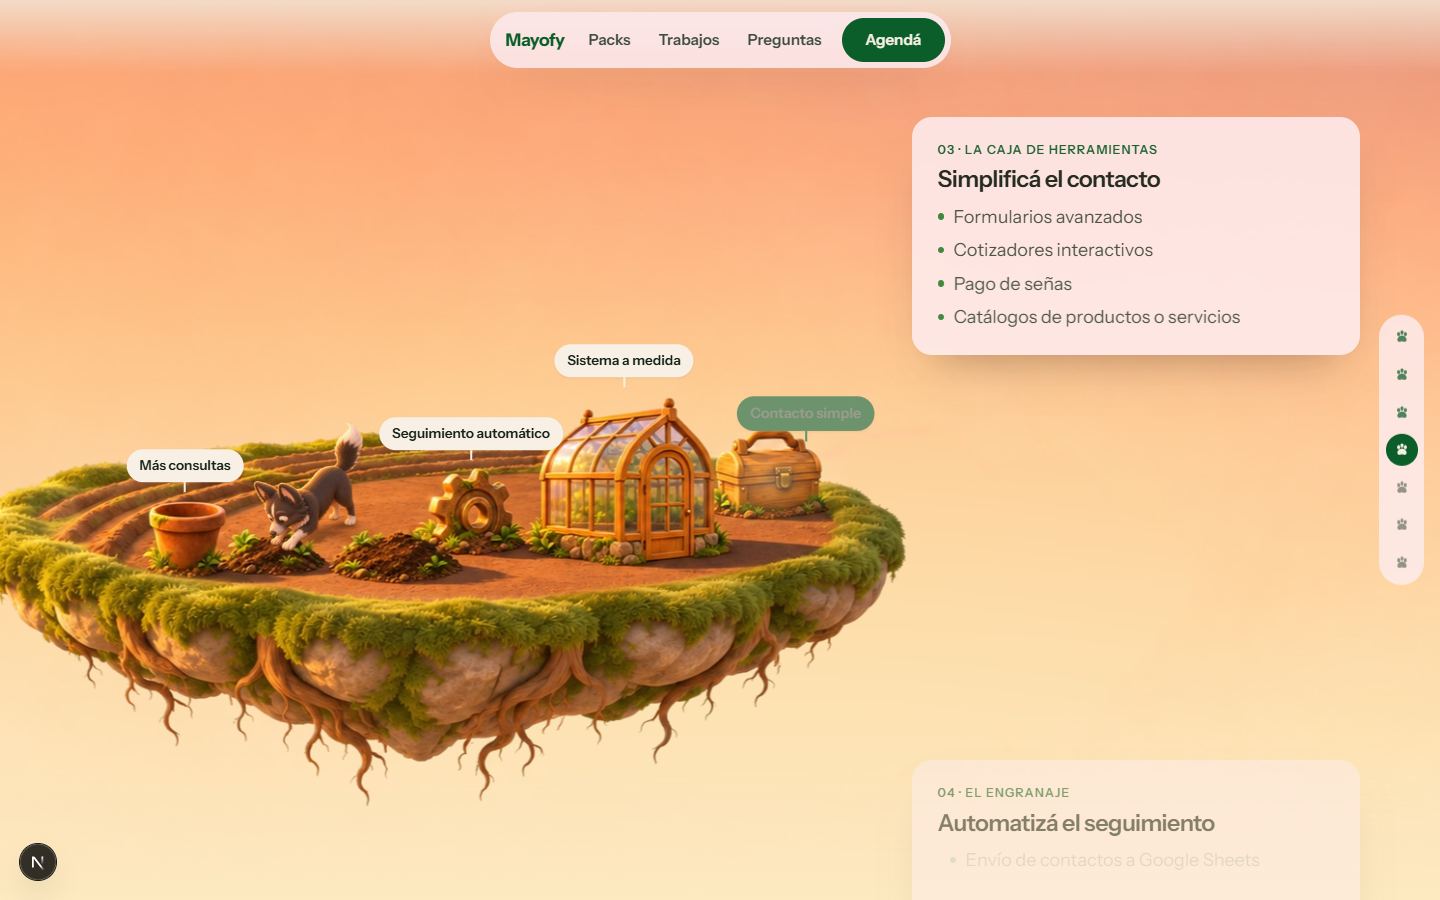 Mayofy Packs Trabajos Preguntas Agendá
03 · LA CAJA DE HERRAMIENTAS
Simplificá el contacto
Formularios avanzados
Cotizadores interactivos
Pago de señas
Catálogos de productos o servicios
Sistema a medida
Contacto simple
Seguimiento automático
Más consultas
04 · EL ENGRANAJE
Automatizá el seguimiento
Envío de contactos a Google Sheets
N